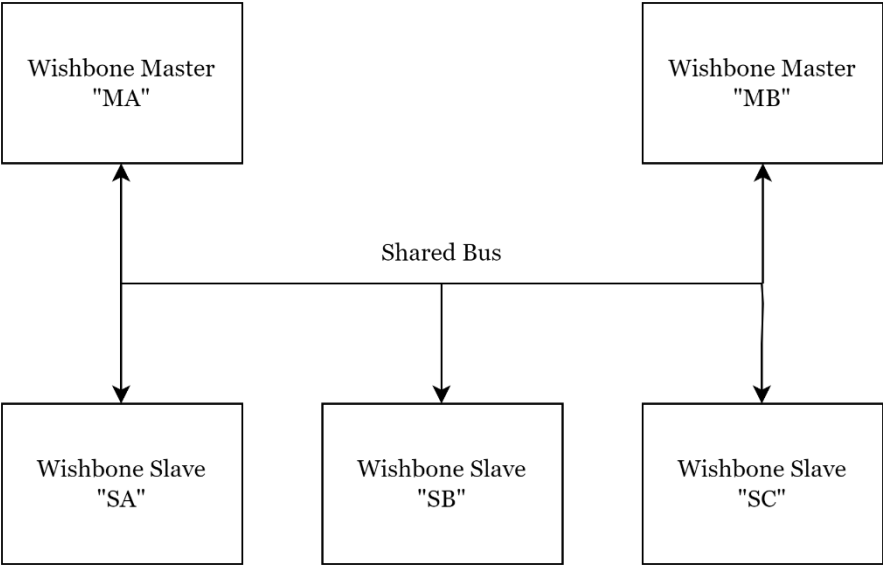 Wishbone Master
"MA"
Wishbone Master
"MB"
Shared Bus
Wishbone Slave
"SA"
Wishbone Slave
"SB"
Wishbone Slave
"SC"